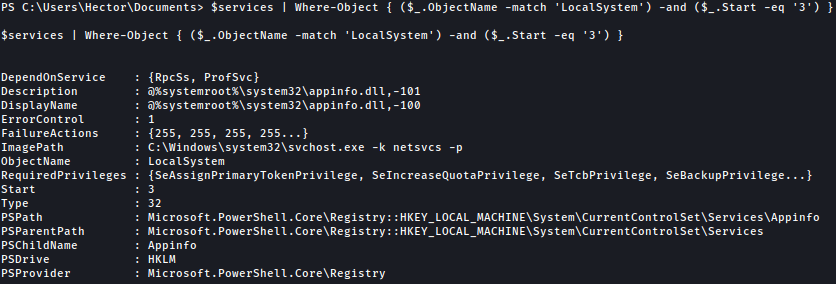 PS C:\Users\Hector\Documents> $services | Where-Object { ($_.ObjectName -match 'LocalSystem') -and ($_.Start -eq '3') }
$services | Where-Object { ($_.ObjectName -match 'LocalSystem') -and ($_.Start -eq '3') }
DependOnService : {RpcSs, ProfSvc}
Description : @%systemroot%\system32\appinfo.dll,-101
DisplayName : @%systemroot%\system32\appinfo.dll,-100
ErrorControl : 1
FailureActions : {255, 255, 255, 255...}
ImagePath : C:\Windows\system32\svchost.exe -k netsvcs -p
ObjectName : LocalSystem
RequiredPrivileges : {SeAssignPrimaryTokenPrivilege, SeIncreaseQuotaPrivilege, SeTcbPrivilege, SeBackupPrivilege...}
Start : 3
Type : 32
PSPath : Microsoft.PowerShell.Core\Registry::HKEY_LOCAL_MACHINE\System\CurrentControlSet\Services\Appinfo
PSParentPath : Microsoft.PowerShell.Core\Registry::HKEY_LOCAL_MACHINE\System\CurrentControlSet\Services
PSChildName : Appinfo
PSDrive : HKLM
PSProvider : Microsoft.PowerShell.Core\Registry